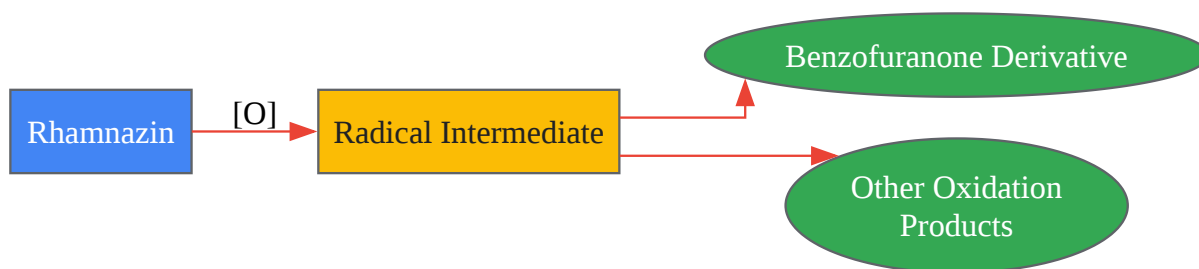 Rhamnazin
[O]
Radical Intermediate
Benzofuranone Derivative
Other Oxidation
Products